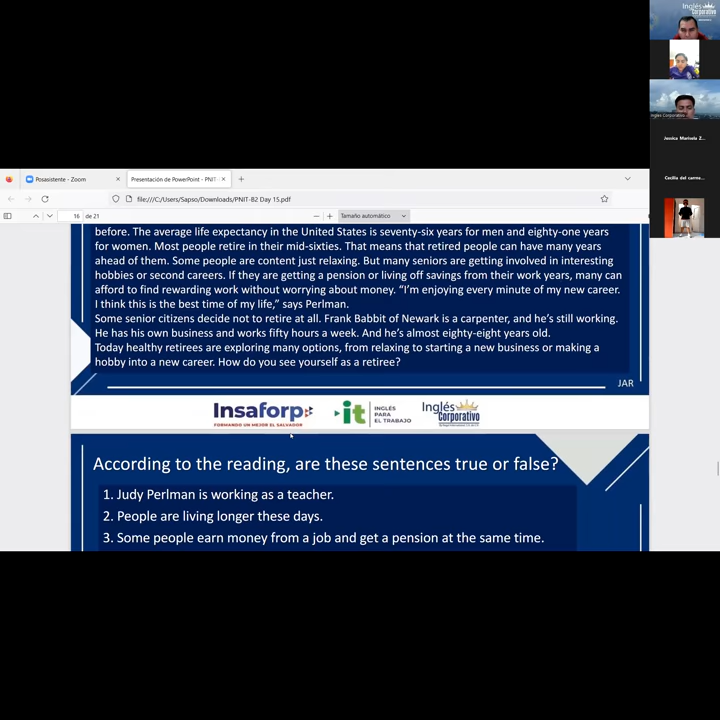 Inglés
Corporativo
Ingles Corporativo
Jessica Marisela Z...
Cecilia del carme...
Posasistente - Zoom
Presentación de PowerPoint - PNIT
file:///C:/Users/Sapso/Downloads/PNIT-B2 Day 15.pdf
16 de 21
Tamaño automático
before. The average life expectancy in the United States is seventy-six years for men and eighty-one years
for women. Most people retire in their mid-sixties. That means that retired people can have many years
ahead of them. Some people are content just relaxing. But many seniors are getting involved in interesting
hobbies or second careers. If they are getting a pension or living off savings from their work years, many can
afford to find rewarding work without worrying about money. “I’m enjoying every minute of my new career.
I think this is the best time of my life,” says Perlman.
Some senior citizens decide not to retire at all. Frank Babbit of Newark is a carpenter, and he’s still working.
He has his own business and works fifty hours a week. And he’s almost eighty-eight years old.
Today healthy retirees are exploring many options, from relaxing to starting a new business or making a
hobby into a new career. How do you see yourself as a retiree?
JAR
Insaforp
FORMANDO UN MEJOR EL SALVADOR
it
INGLÉS
PARA
EL TRABAJO
Inglés
Corporativo
According to the reading, are these sentences true or false?
1. Judy Perlman is working as a teacher.
2. People are living longer these days.
3. Some people earn money from a job and get a pension at the same time.